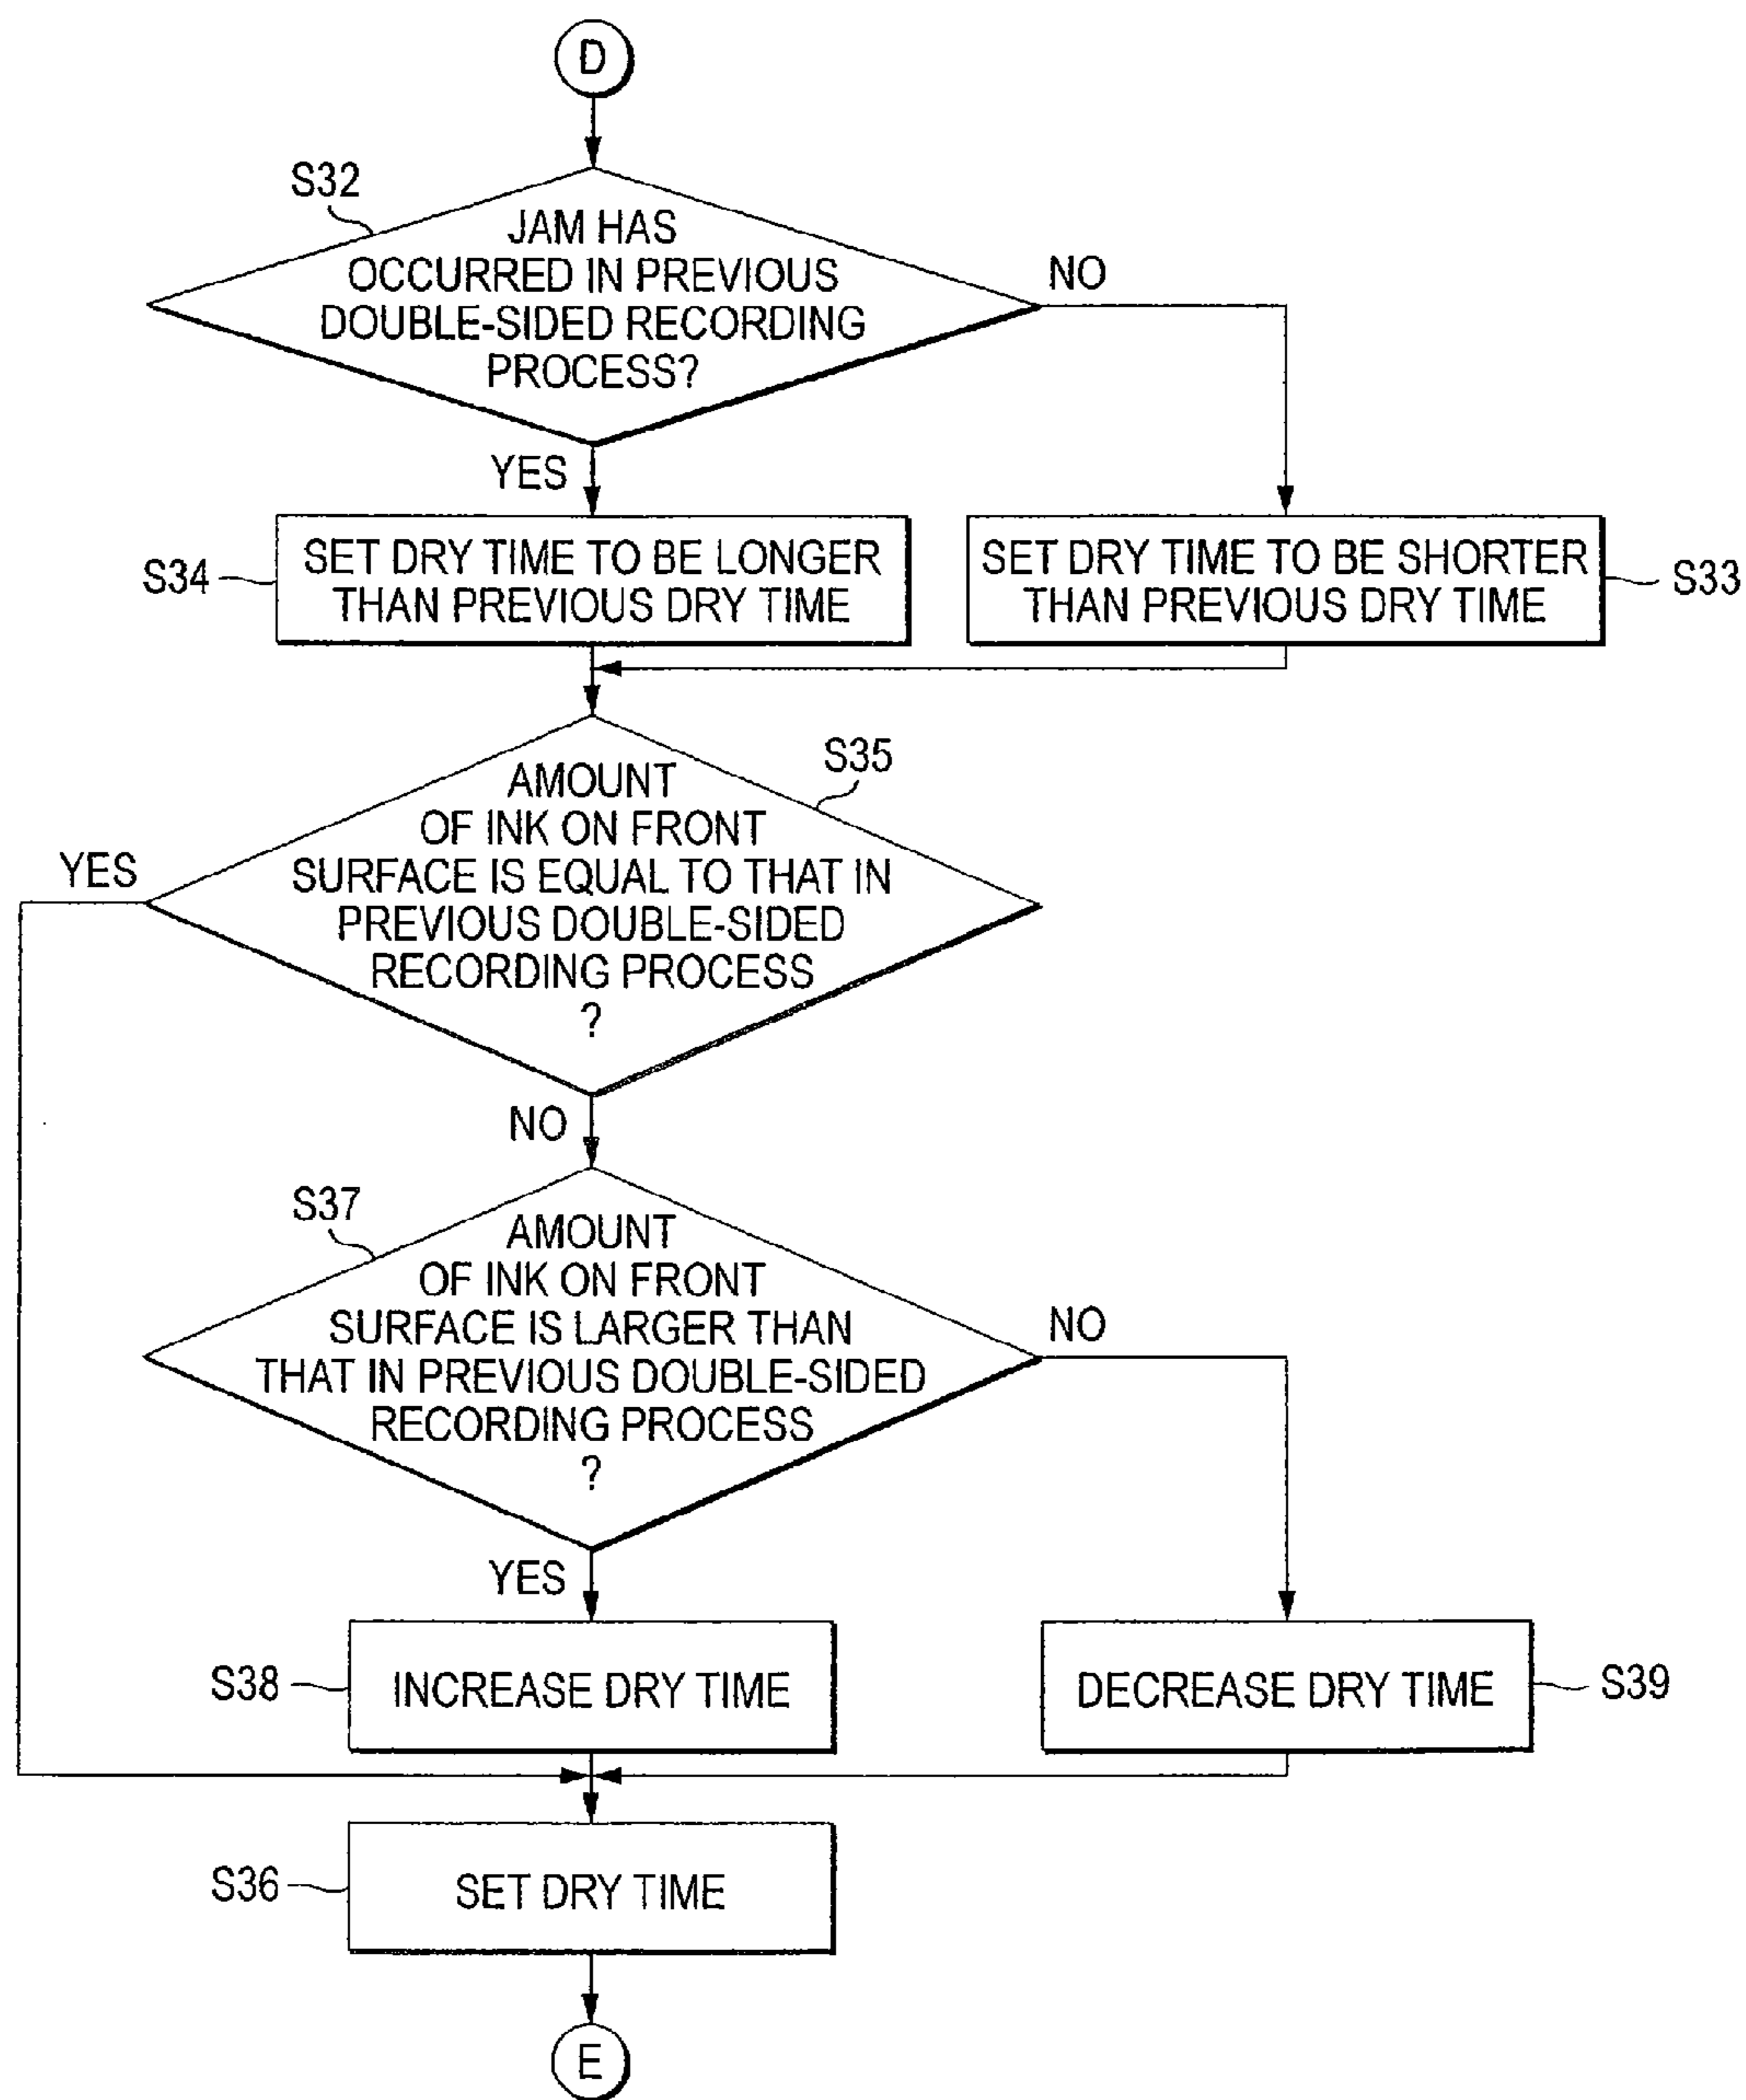 D
S32
JAM HAS
OCCURRED IN PREVIOUS
DOUBLE-SIDED RECORDING
PROCESS?
NO
YES
S34
SET DRY TIME TO BE LONGER
THAN PREVIOUS DRY TIME
SET DRY TIME TO BE SHORTER
THAN PREVIOUS DRY TIME
S33
S35
AMOUNT
OF INK ON FRONT
SURFACE IS EQUAL TO THAT IN
PREVIOUS DOUBLE-SIDED
RECORDING PROCESS
?
YES
NO
S37
AMOUNT
OF INK ON FRONT
SURFACE IS LARGER THAN
THAT IN PREVIOUS DOUBLE-SIDED
RECORDING PROCESS
?
NO
YES
S38
INCREASE DRY TIME
DECREASE DRY TIME
S39
S36
SET DRY TIME
E